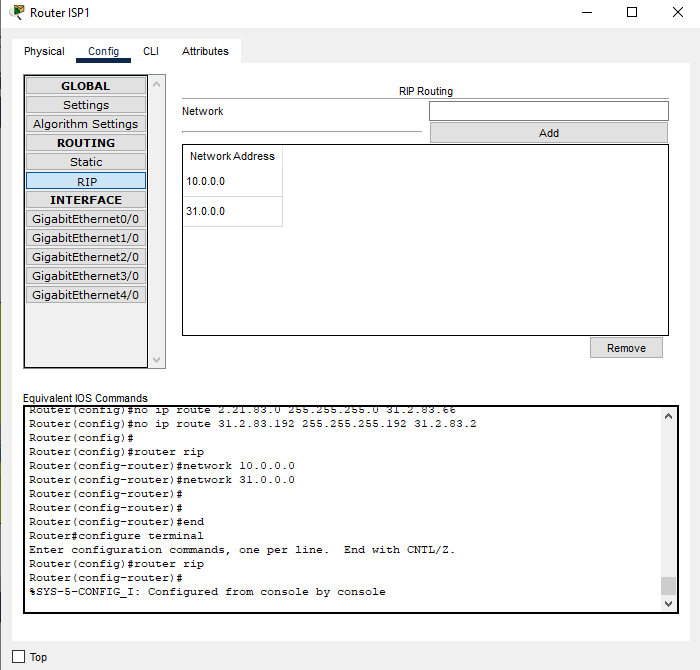 Router ISP1
Physical Config CLI Attributes
GLOBAL
Settings
Algorithm Settings
ROUTING
Static
RIP
INTERFACE
GigabitEthernet0/0
GigabitEthernet1/0
GigabitEthernet2/0
GigabitEthernet3/0
GigabitEthernet4/0
RIP Routing
Network
Add
Network Address
10.0.0.0
31.0.0.0
Remove
Equivalent IOS Commands
Router(config)#no ip route 2.21.83.0 255.255.255.0 31.2.83.66
Router(config)#no ip route 31.2.83.192 255.255.255.192 31.2.83.2
Router(config)#
Router(config)#router rip
Router(config-router)#network 10.0.0.0
Router(config-router)#network 31.0.0.0
Router(config-router)#
Router(config-router)#
Router(config-router)#end
Router#configure terminal
Enter configuration commands, one per line.  End with CNTL/Z.
Router(config)#router rip
Router(config-router)#
%SYS-5-CONFIG_I: Configured from console by console
Top